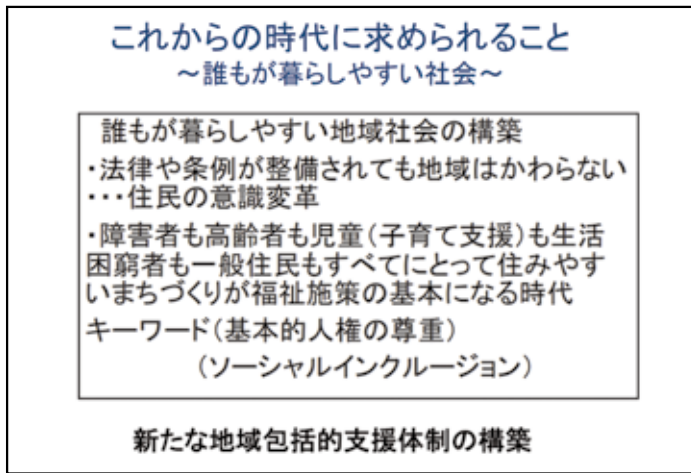 これからの時代に求められること
～誰もが暮らしやすい社会～
誰もが暮らしやすい地域社会の構築
・法律や条例が整備されても地域はかわらない
・・・住民の意識変革
・障害者も高齢者も児童(子育て支援)も生活
困窮者も一般住民もすべてにとって住みやす
いまちづくりが福祉施策の基本になる時代
キーワード(基本的人権の尊重)
(ソーシャルインクルージョン)
新たな地域包括的支援体制の構築